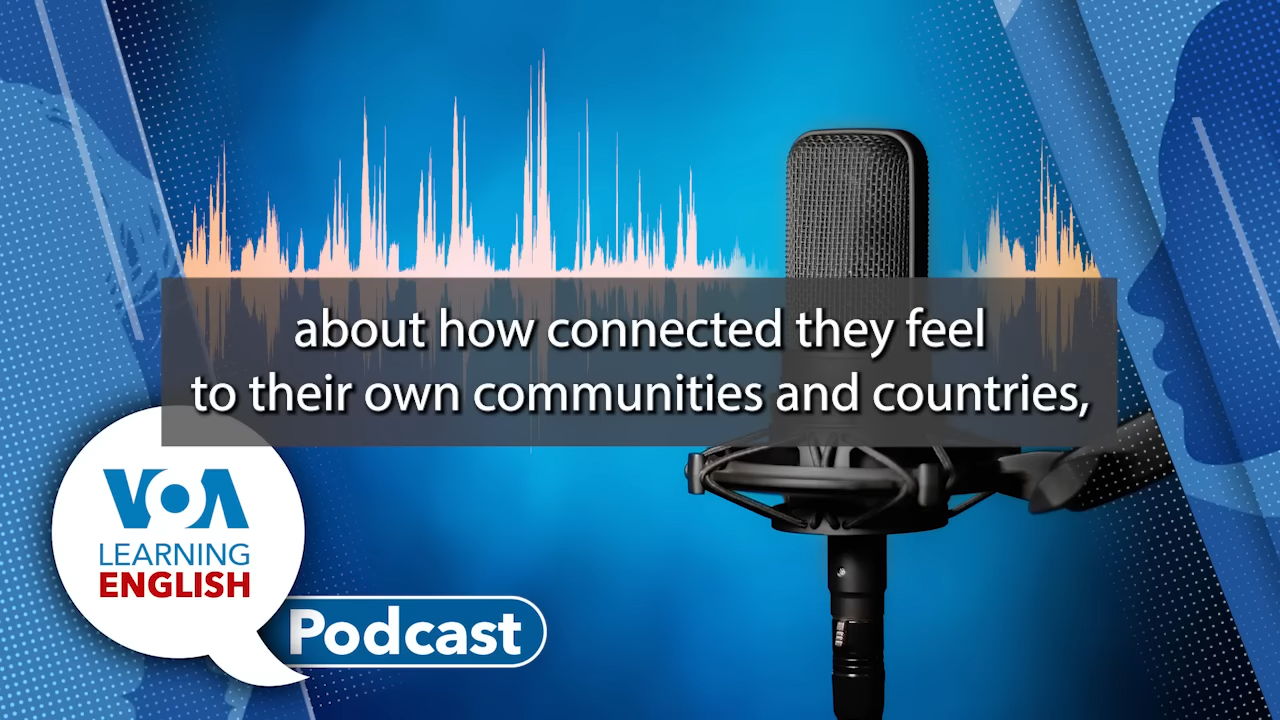 about how connected they feel
to their own communities and countries,
VOA
LEARNING
ENGLISH
Podcast